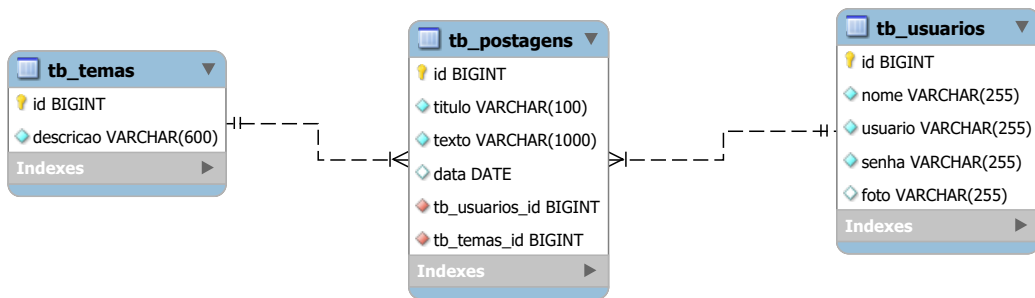 tb_temas
id BIGINT
descricao VARCHAR(600)
Indexes
tb_postagens
id BIGINT
titulo VARCHAR(100)
texto VARCHAR(1000)
data DATE
tb_usuarios_id BIGINT
tb_temas_id BIGINT
Indexes
tb_usuarios
id BIGINT
nome VARCHAR(255)
usuario VARCHAR(255)
senha VARCHAR(255)
foto VARCHAR(255)
Indexes